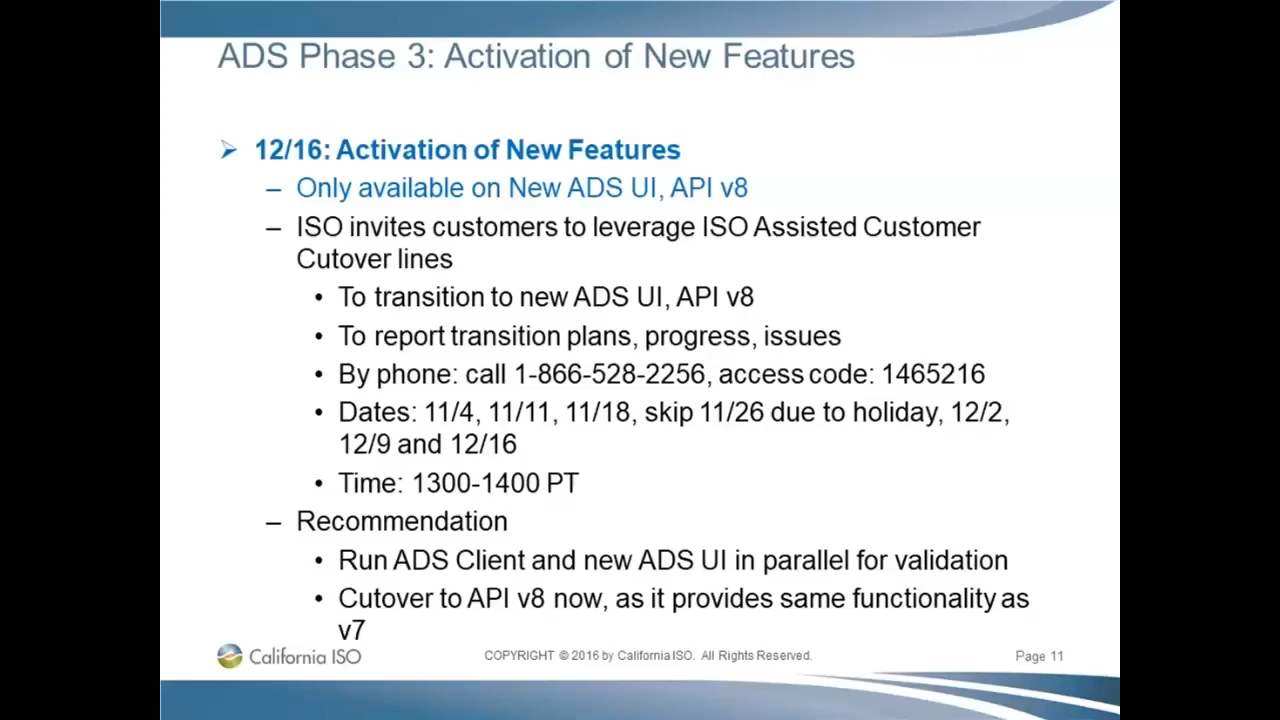 ADS Phase 3: Activation of New Features
➢ 12/16: Activation of New Features
– Only available on New ADS UI, API v8
– ISO invites customers to leverage ISO Assisted Customer
Cutover lines
• To transition to new ADS UI, API v8
• To report transition plans, progress, issues
• By phone: call 1-866-528-2256, access code: 1465216
• Dates: 11/4, 11/11, 11/18, skip 11/26 due to holiday, 12/2,
12/9 and 12/16
• Time: 1300-1400 PT
– Recommendation
• Run ADS Client and new ADS UI in parallel for validation
• Cutover to API v8 now, as it provides same functionality as
v7
California ISO
COPYRIGHT © 2016 by California ISO. All Rights Reserved.
Page 11